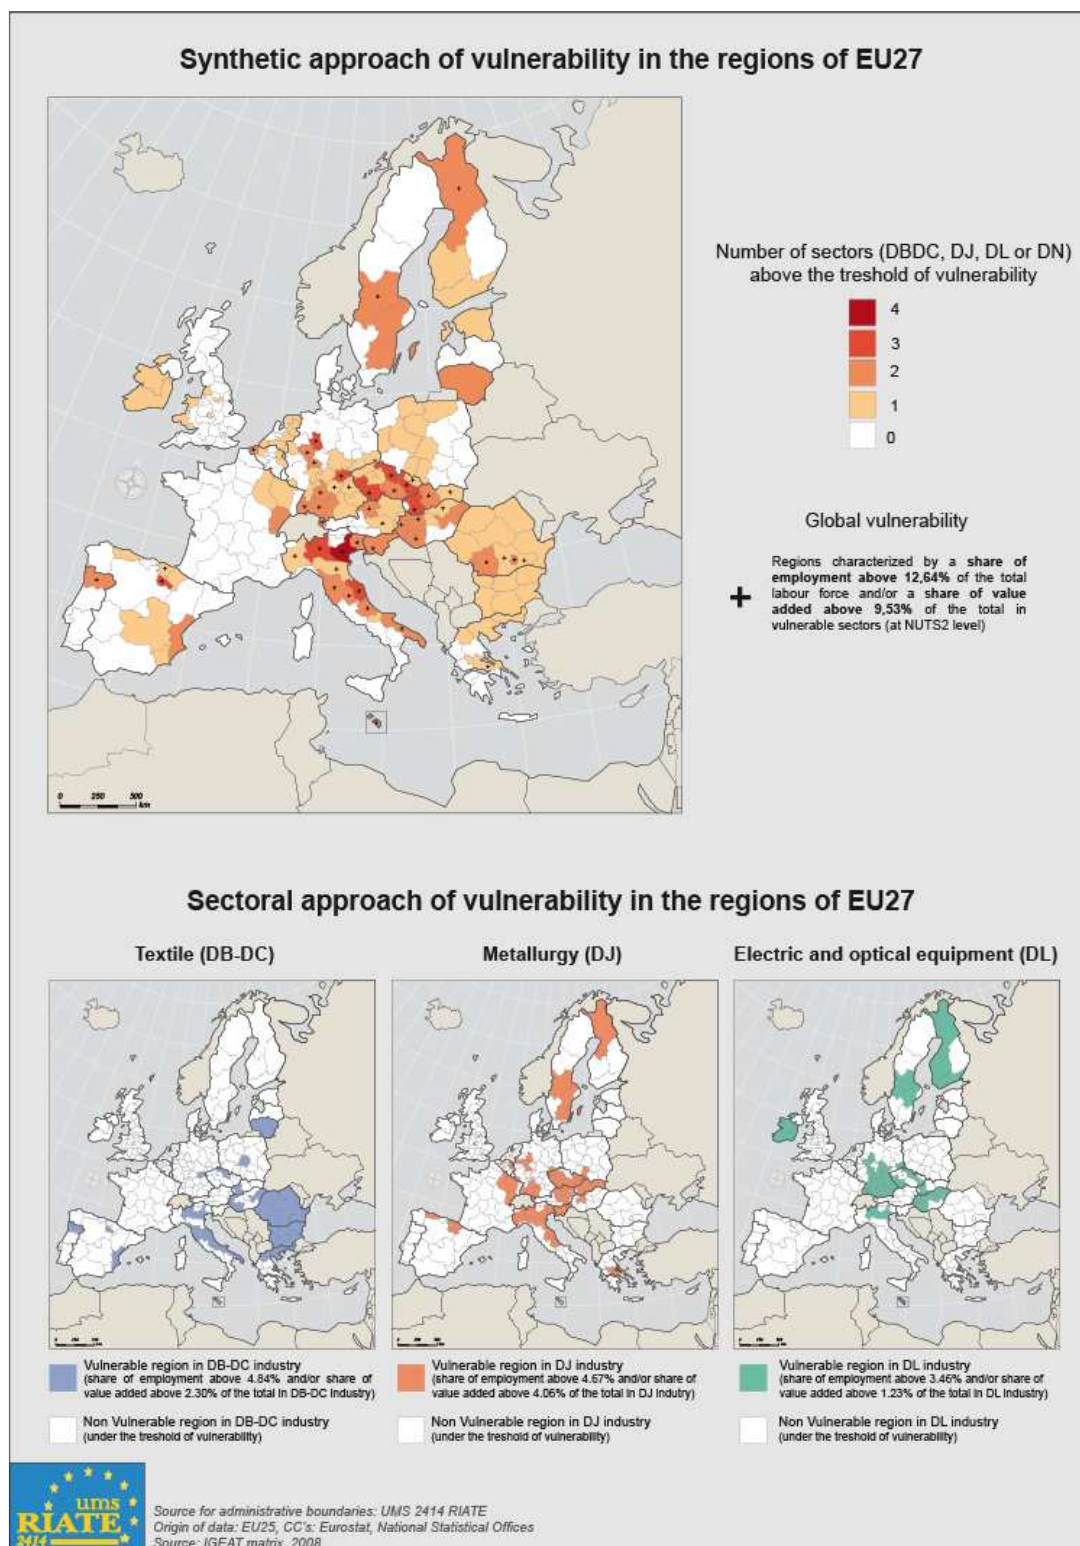 Synthetic approach of vulnerability in the regions of EU27
Number of sectors (DBDC, DJ, DL or DN)
above the treshold of vulnerability
4
3
2
1
0
Global vulnerability
Regions characterized by a share of
employment above 12,64% of the total
labour force and/or a share of value
added above 9,53% of the total in
vulnerable sectors (at NUTS2 level)
0 250 500
km
Sectoral approach of vulnerability in the regions of EU27
Textile (DB-DC)
Metallurgy (DJ)
Electric and optical equipment (DL)
Vulnerable region in DB-DC industry
(share of employment above 4.84% and/or share of
value added above 2.30% of the total in DB-DC Industry)
Non Vulnerable region in DB-DC industry
(under the treshold of vulnerability)
Vulnerable region in DJ industry
(share of employment above 4.67% and/or share of
value added above 4.06% of the total in DJ Indutry)
Non Vulnerable region in DJ industry
(under the treshold of vulnerability)
Vulnerable region in DL industry
(share of employment above 3.46% and/or share of
value added above 1.23% of the total in DL Industry)
Non Vulnerable region in DL industry
(under the treshold of vulnerability)
ums
RIATE
2414
Source for administrative boundaries: UMS 2414 RIATE
Origin of data: EU25, CC's: Eurostat, National Statistical Offices
Source: IGEAT matrix, 2008